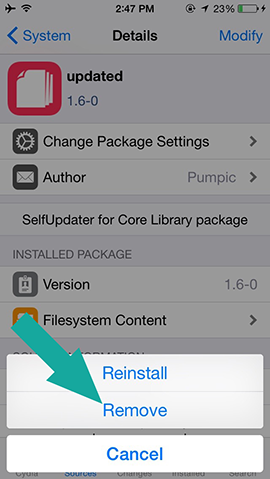 2:47 PM
23%
System
Details
Modify
updated
1.6-0
Change Package Settings
Author
Pumpic
SelfUpdater for Core Library package
INSTALLED PACKAGE
Version
1.6-0
Filesystem Content
Reinstall
Remove
Cancel
Cydia
Sources
Changes
Installed
Search